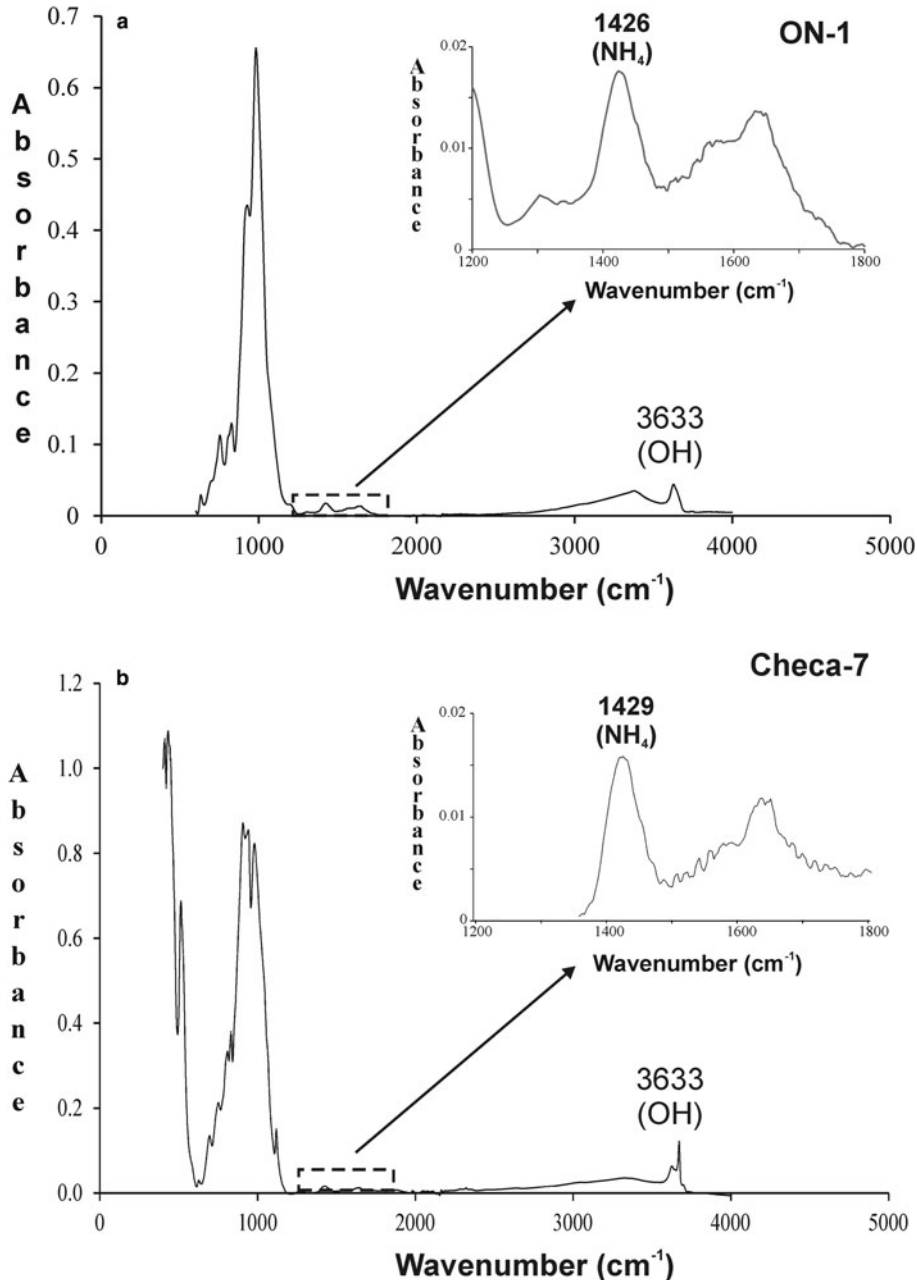 a
ON-1
0.7
0.6
0.5
0.4
0.3
0.2
0.1
0
Absorbance
0 1000 2000 3000 4000 5000
Wavenumber (cm⁻¹)
1426
(NH₄)
0.02
0.01
0
Absorbance
1200 1400 1600 1800
Wavenumber (cm⁻¹)
3633
(OH)
b
Checa-7
1.2
1.0
0.8
0.6
0.4
0.2
0.0
Absorbance
0 1000 2000 3000 4000 5000
Wavenumber (cm⁻¹)
1429
(NH₄)
0.02
0.01
0
Absorbance
1200 1400 1600 1800
Wavenumber (cm⁻¹)
3633
(OH)